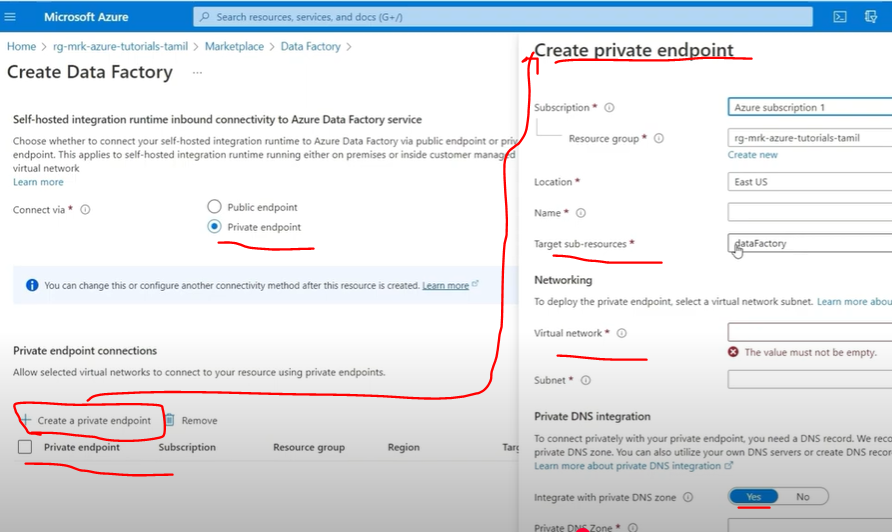 Microsoft Azure
Search resources, services, and docs (G+/)
Home > rg-mrk-azure-tutorials-tamil > Marketplace > Data Factory >
Create Data Factory ...
Self-hosted integration runtime inbound connectivity to Azure Data Factory service
Choose whether to connect your self-hosted integration runtime to Azure Data Factory via public endpoint or priv
endpoint. This applies to self-hosted integration runtime running either on premises or inside customer managed
virtual network
Learn more
Connect via *
Public endpoint
Private endpoint
You can change this or configure another connectivity method after this resource is created. Learn more
Private endpoint connections
Allow selected virtual networks to connect to your resource using private endpoints.
+ Create a private endpoint
Remove
Private endpoint Subscription Resource group Region Targ
Create private endpoint
Subscription *
Azure subscription 1
Resource group *
rg-mrk-azure-tutorials-tamil
Create new
Location *
East US
Name *
Target sub-resources *
dataFactory
Networking
To deploy the private endpoint, select a virtual network subnet. Learn more abou
Virtual network *
The value must not be empty.
Subnet *
Private DNS integration
To connect privately with your private endpoint, you need a DNS record. We reco
private DNS zone. You can also utilize your own DNS servers or create DNS recor
Learn more about private DNS integration
Integrate with private DNS zone
Yes No
Private DNS Zone *